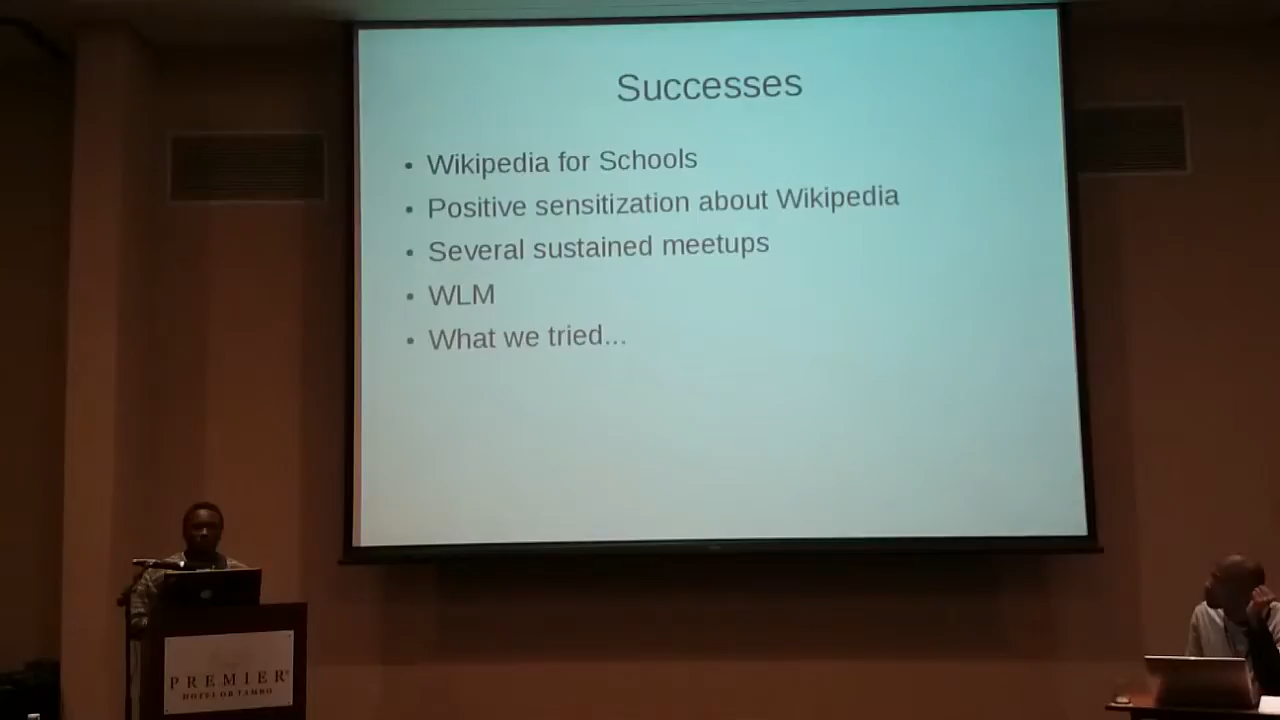 Successes
• Wikipedia for Schools
• Positive sensitization about Wikipedia
• Several sustained meetups
• WLM
• What we tried...
PREMIER
HOTEL OR TAMBO